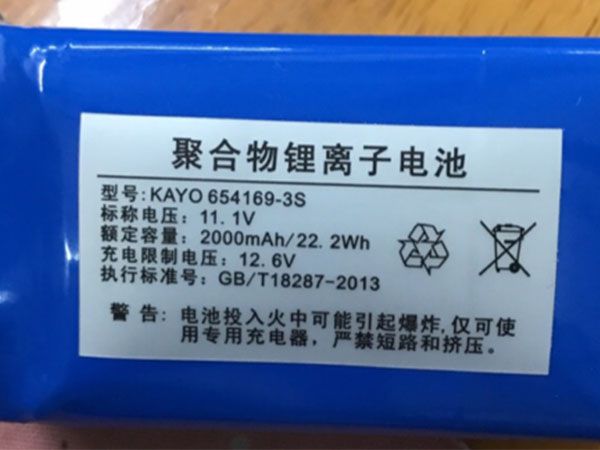 聚合物锂离子电池
型号: KAYO 654169-3S
标称电压: 11.1V
额定容量: 2000mAh/22.2Wh
充电限制电压: 12.6V
执行标准号: GB/T18287-2013
警告: 电池投入火中可能引起爆炸,仅可使
用专用充电器，严禁短路和挤压。